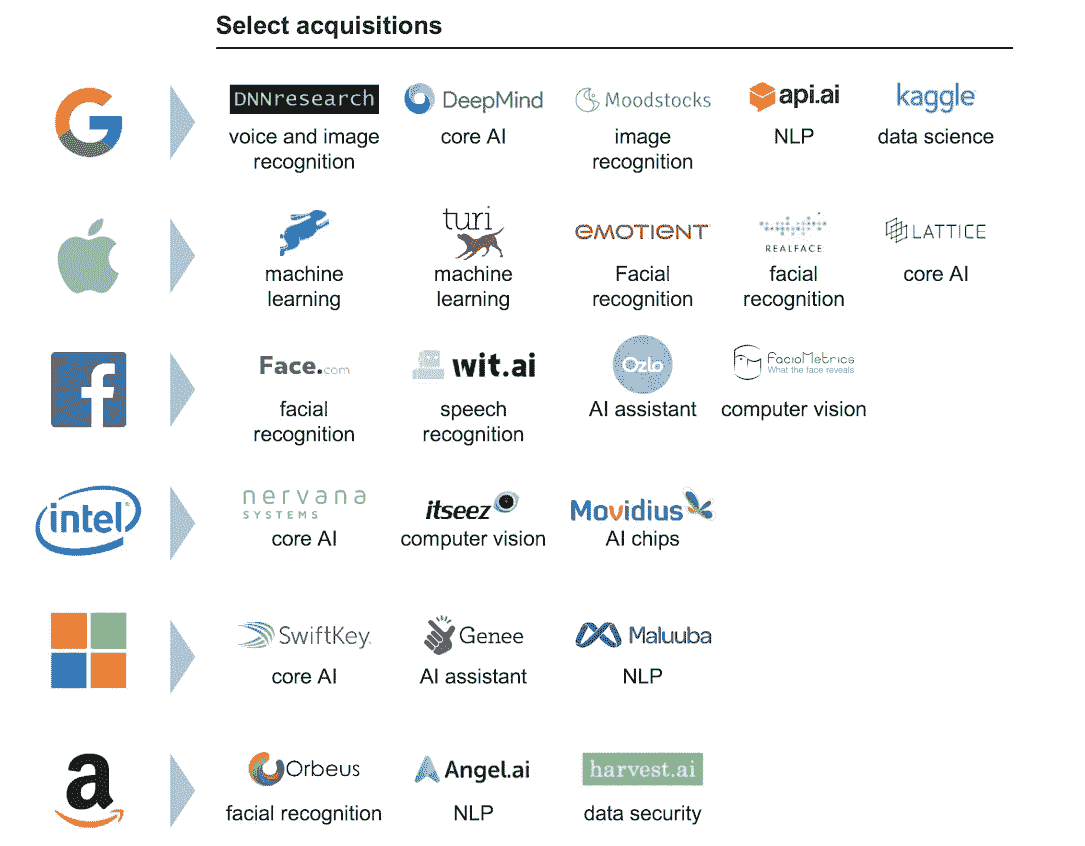 Select acquisitions
DNNresearch
DeepMind
Moodstocks
api.ai
kaggle
voice and image
recognition
core AI
image
recognition
NLP
data science
turi
emotient
REALFACE
LATTICE
machine
learning
machine
learning
Facial
recognition
facial
recognition
core AI
f
Face.com
wit.ai
Ozlo
FacioMetrics
What the face reveals
facial
recognition
speech
recognition
AI assistant
computer vision
intel
nervana
SYSTEMS
itseez
Movidius
core AI
computer vision
AI chips
SwiftKey
Genee
Maluuba
core AI
AI assistant
NLP
a
Orbeus
Angel.ai
harvest.ai
facial recognition
NLP
data security